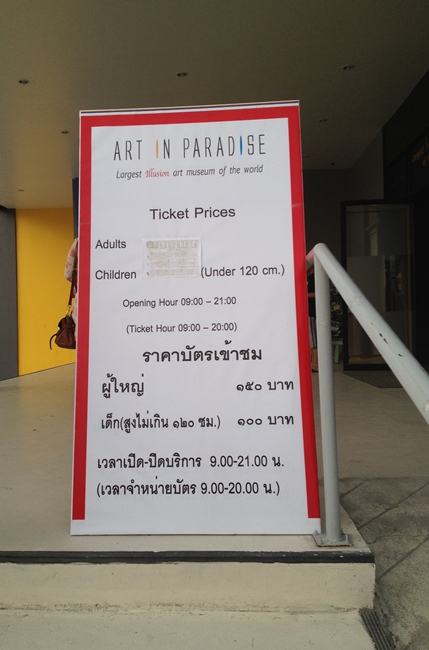 ART IN PARADISE
Largest Illusion art museum of the world
Ticket Prices
Adults
Children (Under 120 cm.)
Opening Hour 09:00 – 21:00
(Ticket Hour 09:00 – 20:00)
ราคาบัตรเข้าชม
ผู้ใหญ่ ๑๕๐ บาท
เด็ก(สูงไม่เกิน ๑๒๐ ซม.) ๑๐๐ บาท
เวลาเปิด-ปิดบริการ 9.00-21.00 น.
(เวลาจำหน่ายบัตร 9.00-20.00 น.)